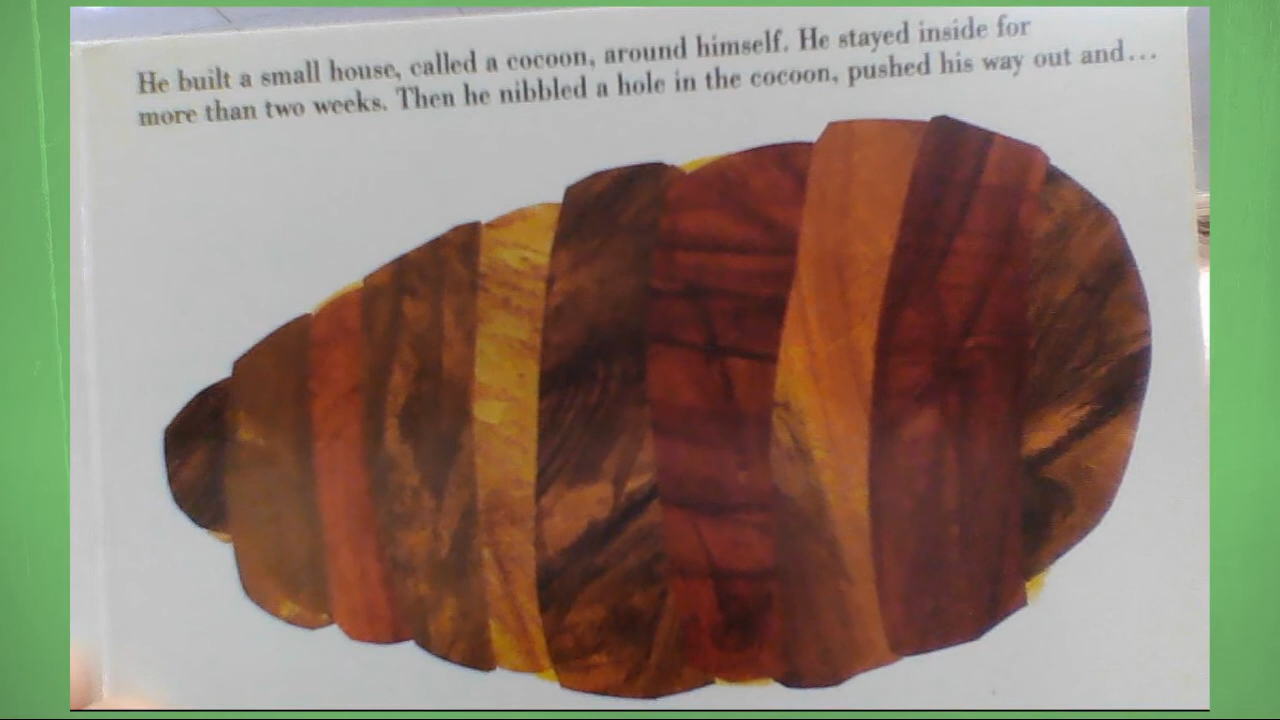 He built a small house, called a cocoon, around himself. He stayed inside for
more than two weeks. Then he nibbled a hole in the cocoon, pushed his way out and...